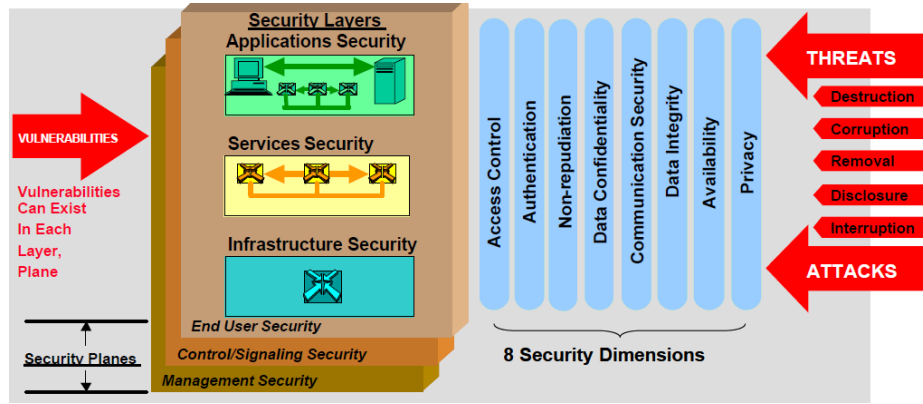 Security Layers
Applications Security
Services Security
Infrastructure Security
End User Security
Control/Signaling Security
Management Security
VULNERABILITIES
Vulnerabilities
Can Exist
In Each
Layer,
Plane
Security Planes
Access Control
Authentication
Non-repudiation
Data Confidentiality
Communication Security
Data Integrity
Availability
Privacy
8 Security Dimensions
THREATS
Destruction
Corruption
Removal
Disclosure
Interruption
ATTACKS